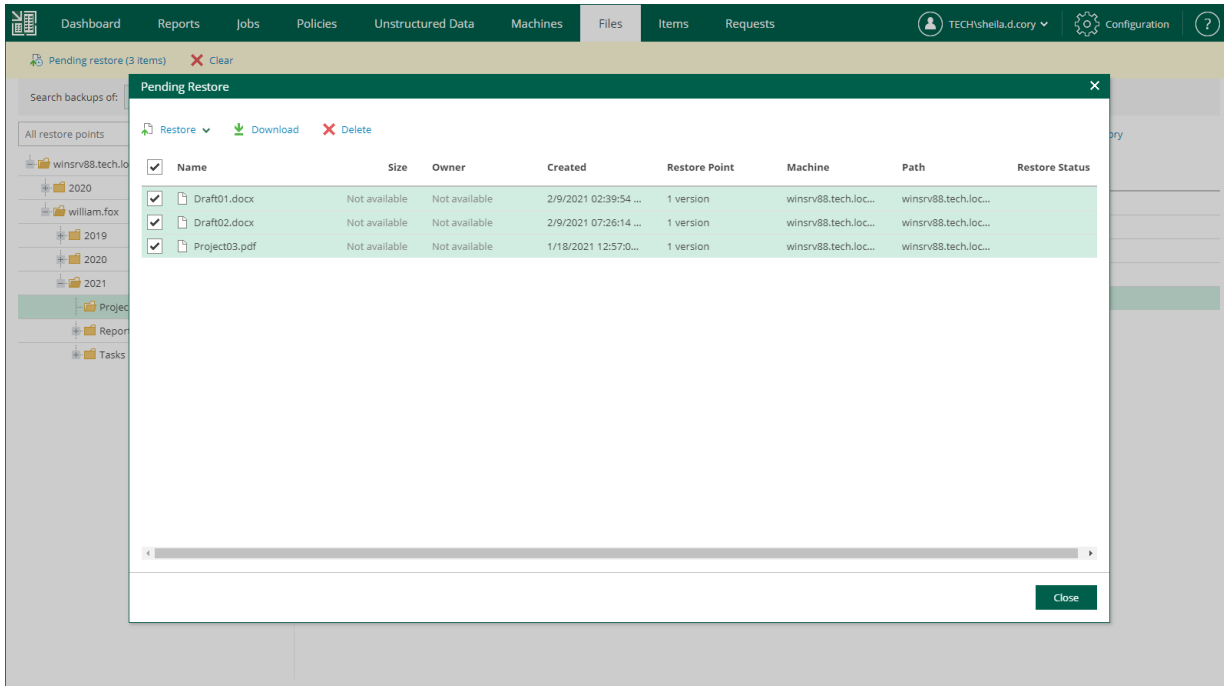 Dashboard Reports Jobs Policies Unstructured Data Machines Files Items Requests TECH\sheila.d.cory Configuration ?
Pending restore (3 items) Clear
Search backups of:
All restore points
winsrv88.tech.lo
2020
william.fox
2019
2020
2021
Projec
Report
Tasks
ory
Pending Restore
Restore Download Delete
Name Size Owner Created Restore Point Machine Path Restore Status
Draft01.docx Not available Not available 2/9/2021 02:39:54 ... 1 version winsrv88.tech.loc... winsrv88.tech.loc...
Draft02.docx Not available Not available 2/9/2021 07:26:14 ... 1 version winsrv88.tech.loc... winsrv88.tech.loc...
Project03.pdf Not available Not available 1/18/2021 12:57:0... 1 version winsrv88.tech.loc... winsrv88.tech.loc...
Close